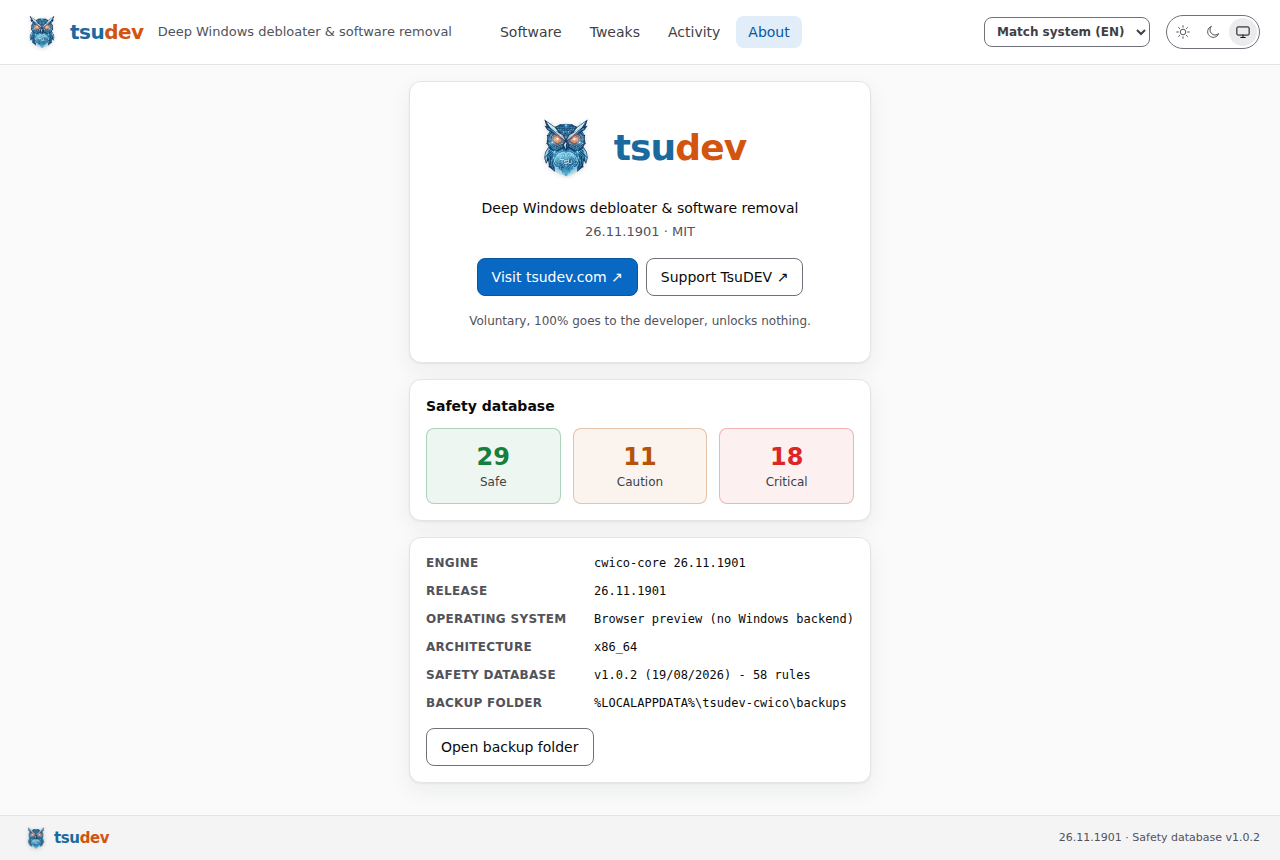 tsudev Deep Windows debloater & software removal Software Tweaks Activity About Match system (EN)
TSU
tsudev
Deep Windows debloater & software removal
26.11.1901 · MIT
Visit tsudev.com ↗ Support TsuDEV ↗
Voluntary, 100% goes to the developer, unlocks nothing.
Safety database
29 11 18
Safe Caution Critical
ENGINE cwico-core 26.11.1901
RELEASE 26.11.1901
OPERATING SYSTEM Browser preview (no Windows backend)
ARCHITECTURE x86_64
SAFETY DATABASE v1.0.2 (19/08/2026) - 58 rules
BACKUP FOLDER %LOCALAPPDATA%\tsudev-cwico\backups
Open backup folder
tsudev 26.11.1901 · Safety database v1.0.2